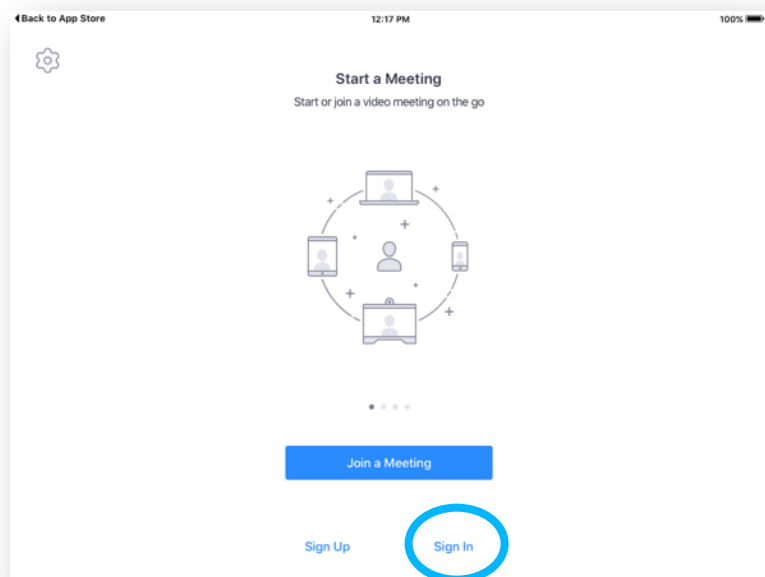 Back to App Store 12:17 PM 100%
Start a Meeting
Start or join a video meeting on the go
Join a Meeting
Sign Up Sign In